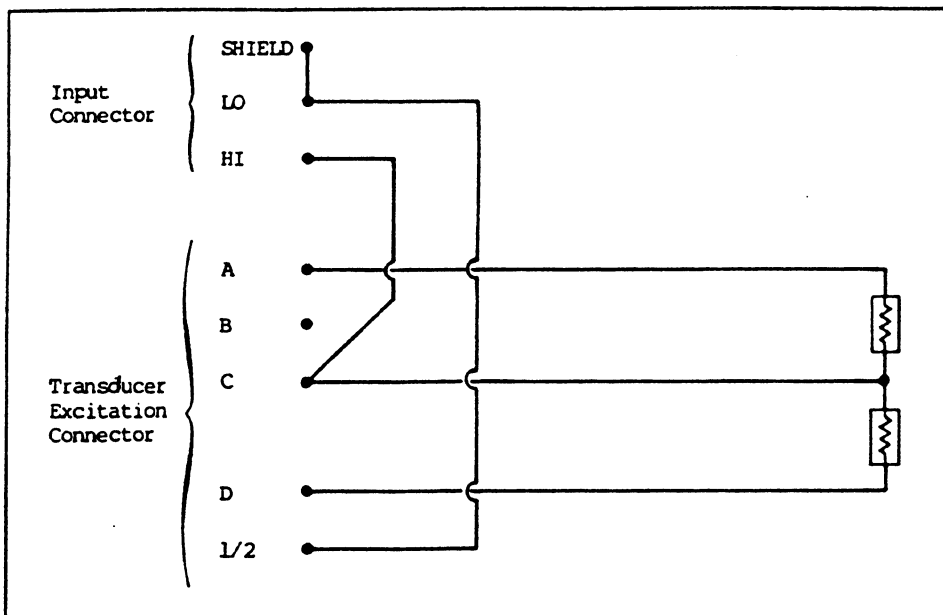 SHIELD
Input
Connector
LO
HI
A
B
C
Transducer
Excitation
Connector
D
1/2